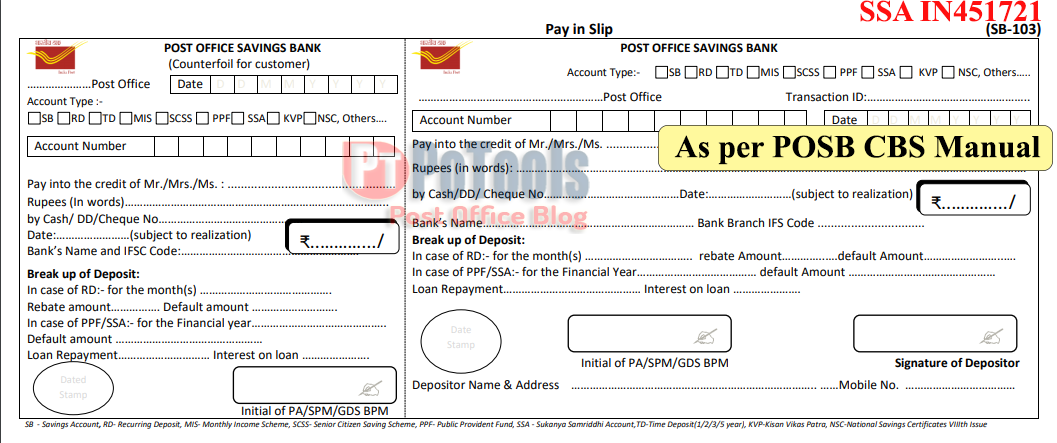 SSA IN451721
Pay in Slip
(SB-103)
India Post
POST OFFICE SAVINGS BANK
(Counterfoil for customer)
.....................Post Office Date D D M M Y Y Y Y
Account Type :-
SB RD TD MIS SCSS PPF SSA KVP NSC, Others....
Account Number
Pay into the credit of Mr./Mrs./Ms. : ................................................
Rupees (In words)................................................................
by Cash/ DD/Cheque No..............................
Date:........................(subject to realization)
₹............../
Bank's Name and IFSC Code:....................................
Break up of Deposit:
In case of RD:- for the month(s) ..........................................
Rebate amount................ Default amount ..............................
In case of PPF/SSA:- for the Financial year............................................
Default amount ................................................
Loan Repayment.............................. Interest on loan ......................
Dated
Stamp
Initial of PA/SPM/GDS BPM
India Post
POST OFFICE SAVINGS BANK
Account Type:- SB RD TD MIS SCSS PPF SSA KVP NSC, Others.....
.............................................................Post Office Transaction ID:.....................................................
Account Number Date D D M M Y Y Y Y
As per POSB CBS Manual
Pay into the credit of Mr./Mrs./Ms. ..................
Rupees (in words): ..................
by Cash/DD/ Cheque No............................................Date:...........................(subject to realization)
₹............../
Bank's Name..................................................................... Bank Branch IFS Code ...................................
Break up of Deposit:
In case of RD:- for the month(s) ................................... rebate Amount..................default Amount..............................
In case of PPF/SSA:- for the Financial Year....................................... default Amount ................................................
Loan Repayment............................................. Interest on loan ......................
Date
Stamp
Initial of PA/SPM/GDS BPM
Signature of Depositor
Depositor Name & Address ................................................................................ ......Mobile No. ....................................
PoTools
Post Office Blog
SB - Savings Account, RD- Recurring Deposit, MIS- Monthly Income Scheme, SCSS- Senior Citizen Saving Scheme, PPF- Public Provident Fund, SSA - Sukanya Samriddhi Account,TD-Time Deposit(1/2/3/5 year), KVP-Kisan Vikas Patra, NSC-National Savings Certificates VIIIth Issue